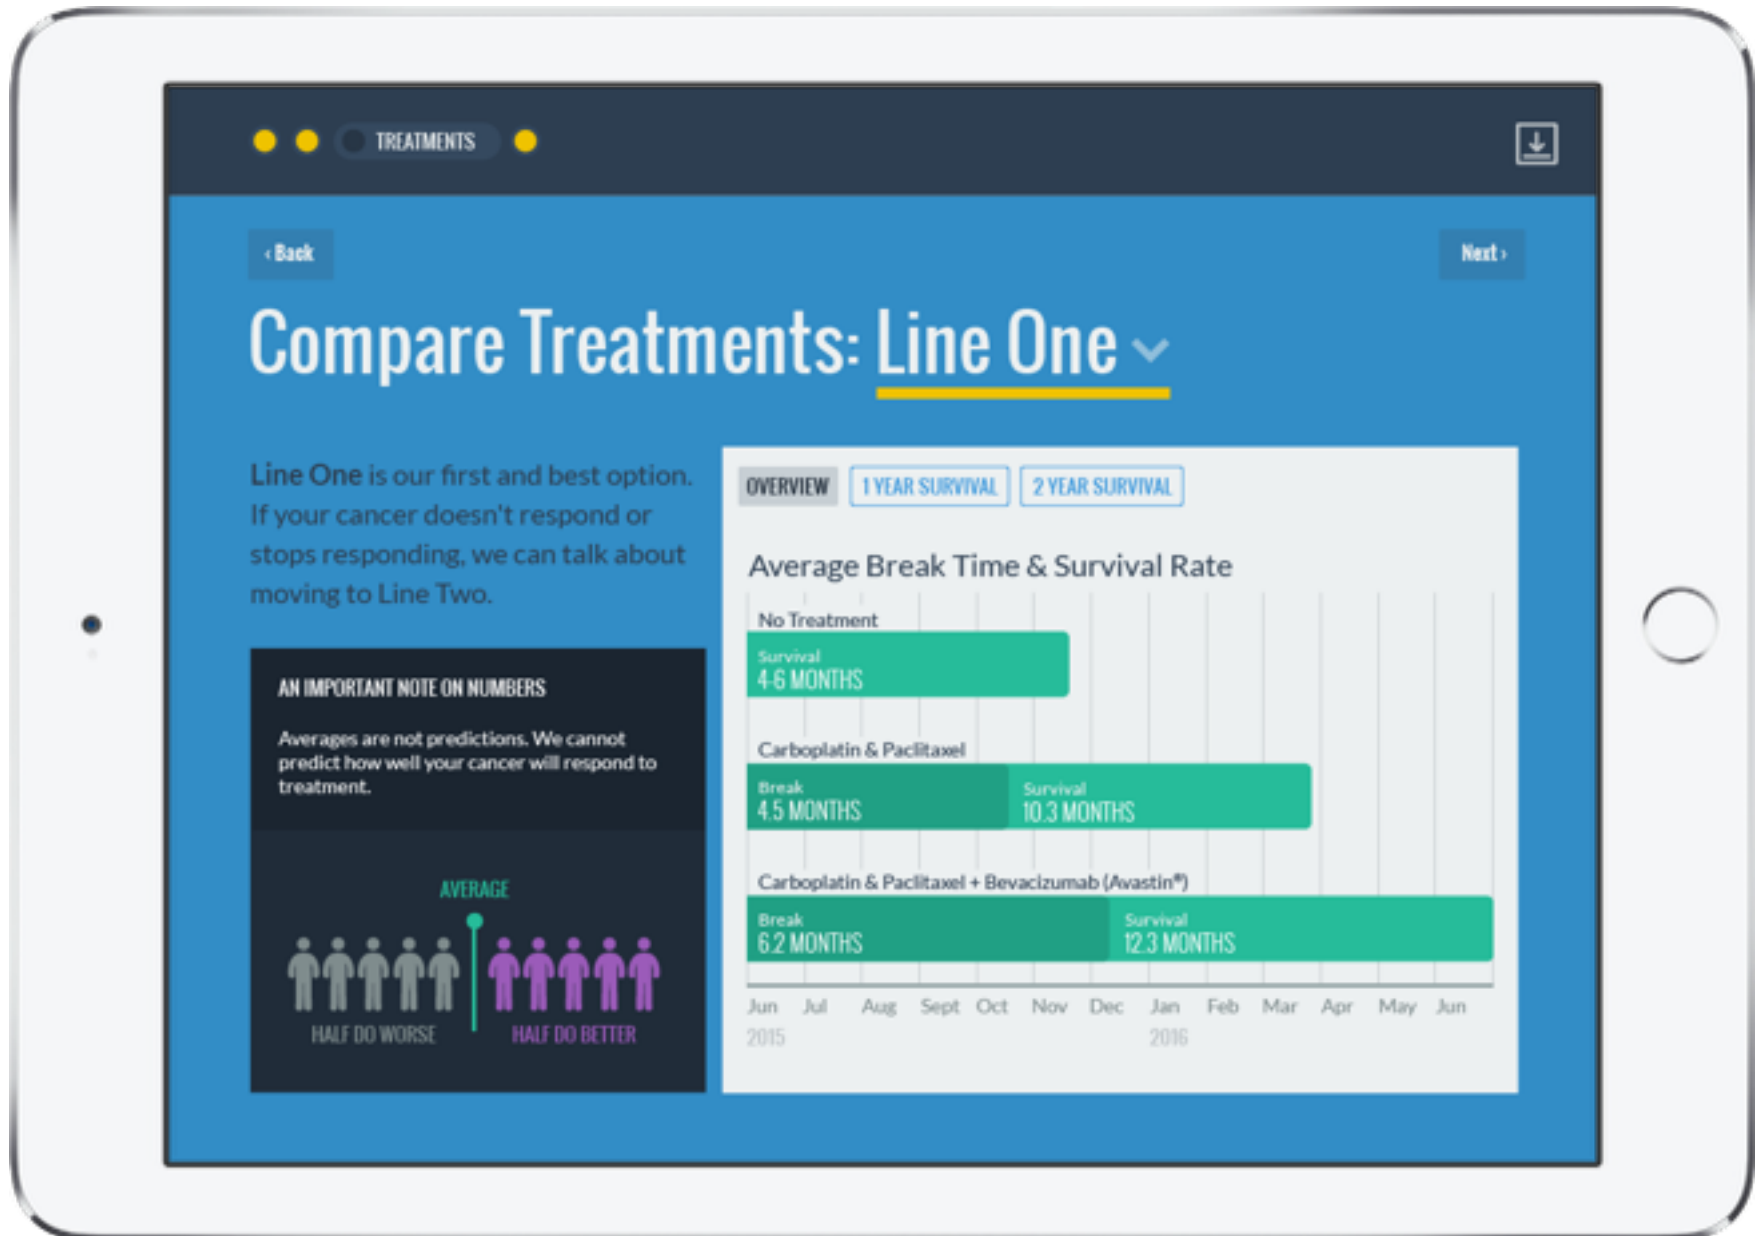 TREATMENTS
‹ Back
Next ›
Compare Treatments: Line One
Line One is our first and best option.
If your cancer doesn't respond or
stops responding, we can talk about
moving to Line Two.
AN IMPORTANT NOTE ON NUMBERS
Averages are not predictions. We cannot
predict how well your cancer will respond to
treatment.
AVERAGE
HALF DO WORSE
HALF DO BETTER
OVERVIEW
1 YEAR SURVIVAL
2 YEAR SURVIVAL
Average Break Time & Survival Rate
No Treatment
Survival
4-6 MONTHS
Carboplatin & Paclitaxel
Break
4.5 MONTHS
Survival
10.3 MONTHS
Carboplatin & Paclitaxel + Bevacizumab (Avastin®)
Break
6.2 MONTHS
Survival
12.3 MONTHS
Jun Jul Aug Sept Oct Nov Dec Jan Feb Mar Apr May Jun
2015 2016